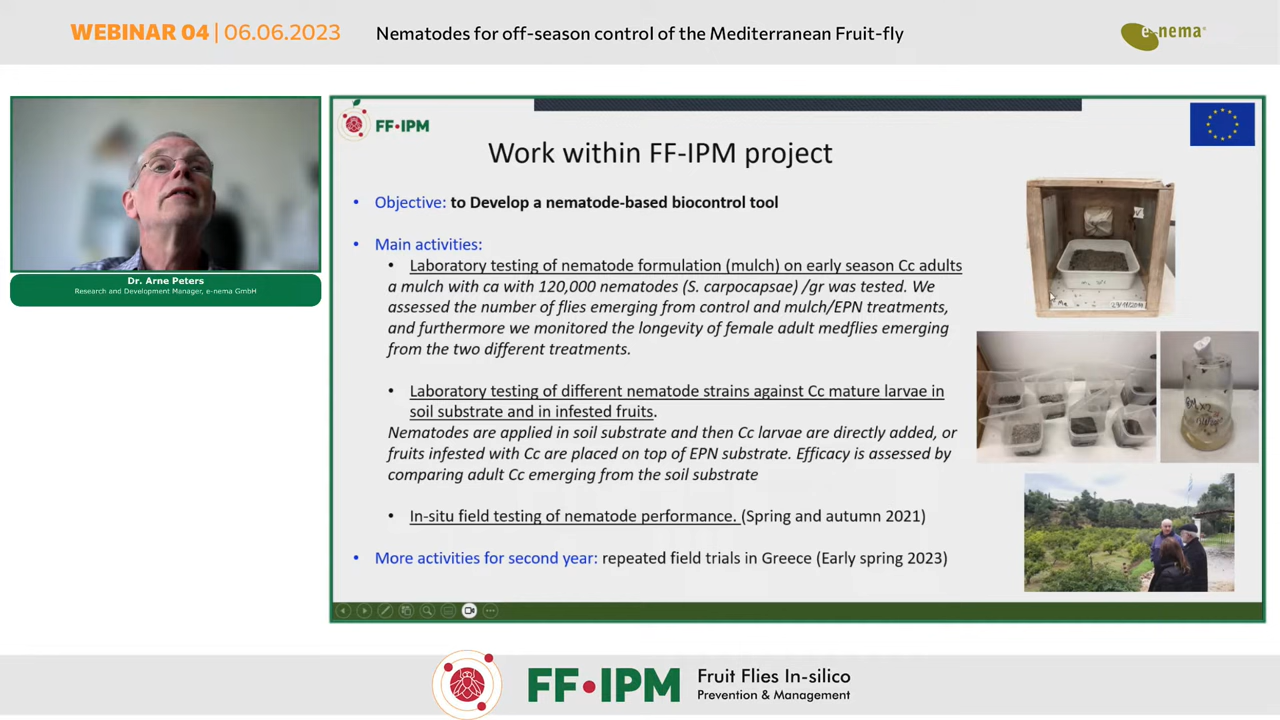 WEBINAR 04 | 06.06.2023
Nematodes for off-season control of the Mediterranean Fruit-fly
e-nema
Dr. Arne Peters
Research and Development Manager, e-nema GmbH
FF·IPM
Work within FF-IPM project
• Objective: to Develop a nematode-based biocontrol tool
• Main activities:
• Laboratory testing of nematode formulation (mulch) on early season Cc adults
a mulch with ca with 120,000 nematodes (S. carpocapsae) /gr was tested. We
assessed the number of flies emerging from control and mulch/EPN treatments,
and furthermore we monitored the longevity of female adult medflies emerging
from the two different treatments.
• Laboratory testing of different nematode strains against Cc mature larvae in
soil substrate and in infested fruits.
Nematodes are applied in soil substrate and then Cc larvae are directly added, or
fruits infested with Cc are placed on top of EPN substrate. Efficacy is assessed by
comparing adult Cc emerging from the soil substrate
• In-situ field testing of nematode performance. (Spring and autumn 2021)
• More activities for second year: repeated field trials in Greece (Early spring 2023)
FF·IPM
Fruit Flies In-silico
Prevention & Management